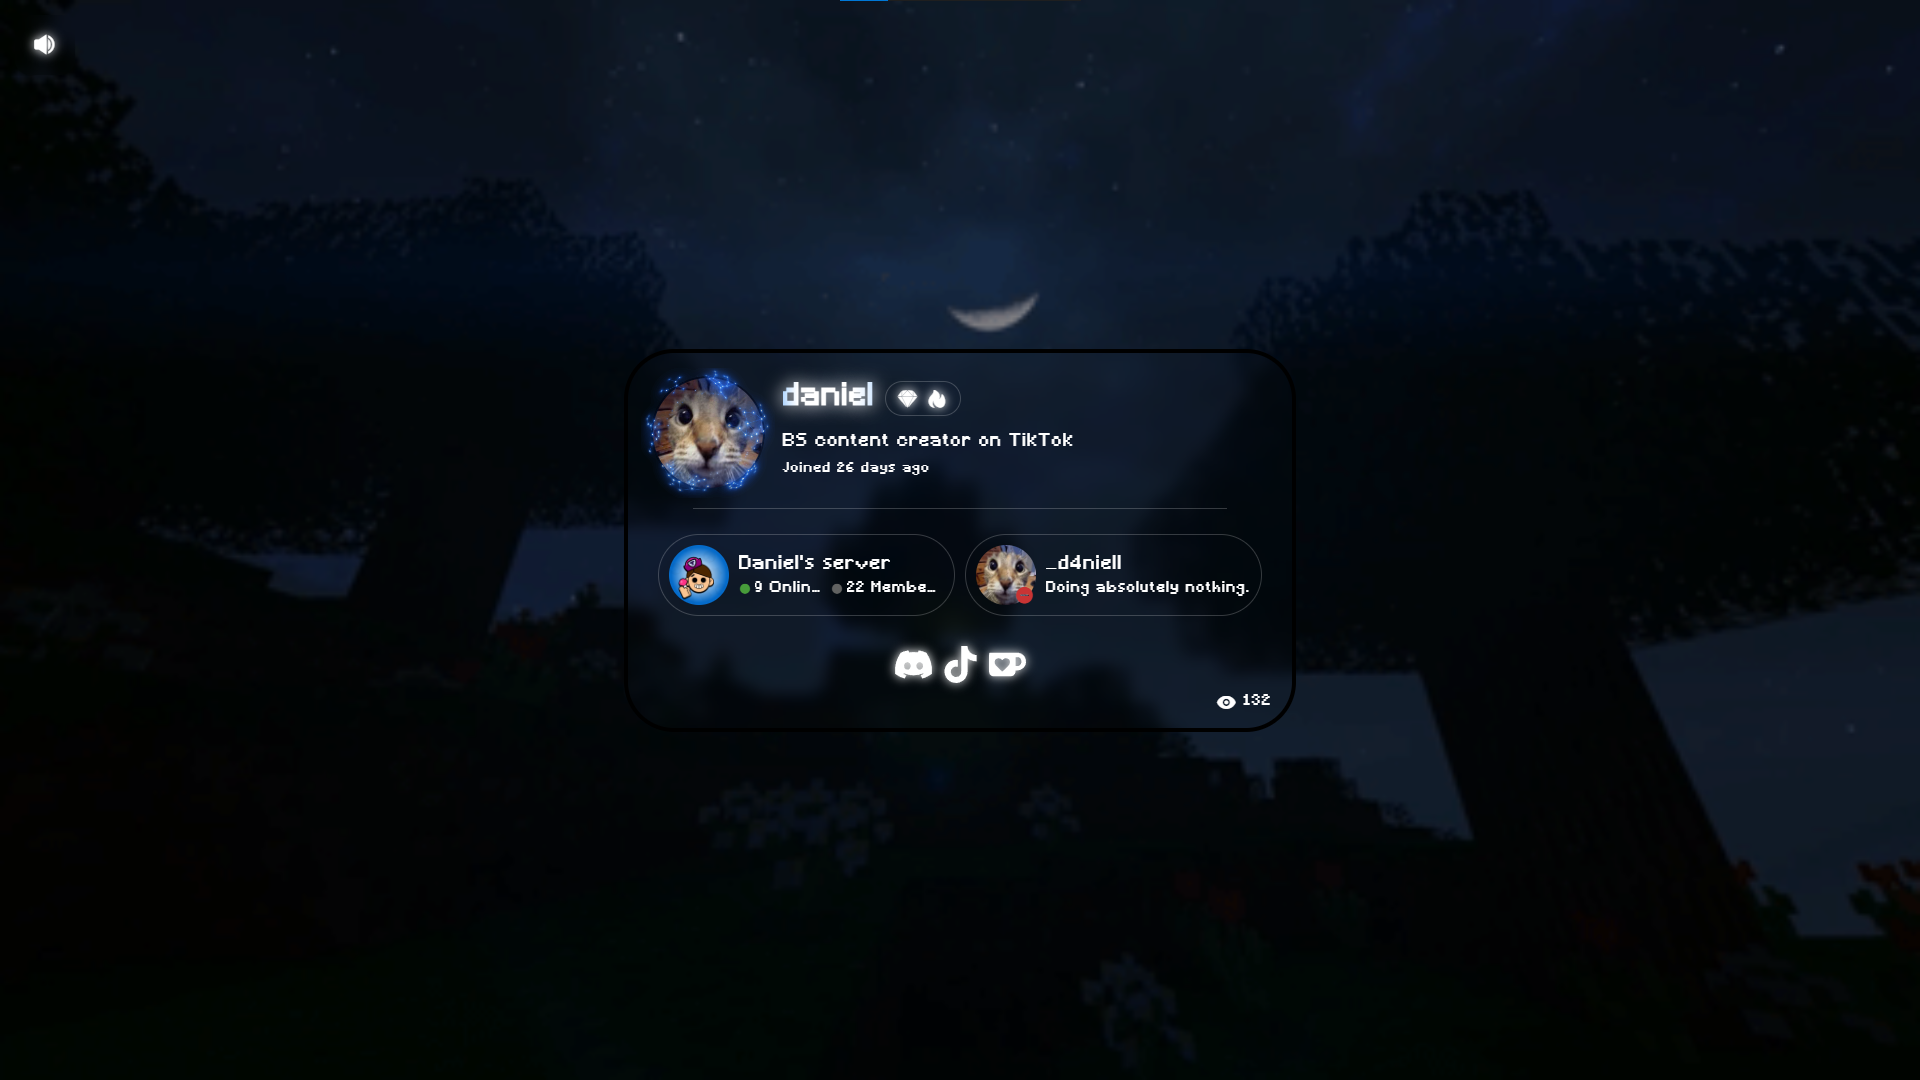 daniel
BS content creator on TikTok
Joined 26 days ago
Daniel's server
9 Onlin… 22 Membe…
_d4niell
Doing absolutely nothing.
132